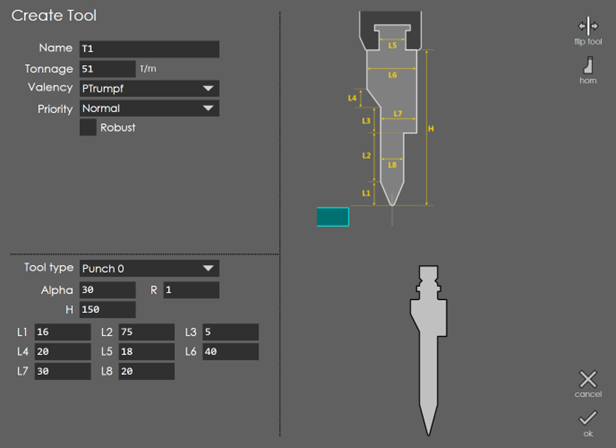 Create Tool
Name T1
Tonnage 51 T/m
Valency PTrumpf
Priority Normal
Robust
Tool type Punch 0
Alpha 30 R 1
H 150
L1 16 L2 75 L3 5
L4 20 L5 18 L6 40
L7 30 L8 20
L5
L6
L4
L7
L3
H
L2
L8
L1
flip tool
horn
cancel
ok